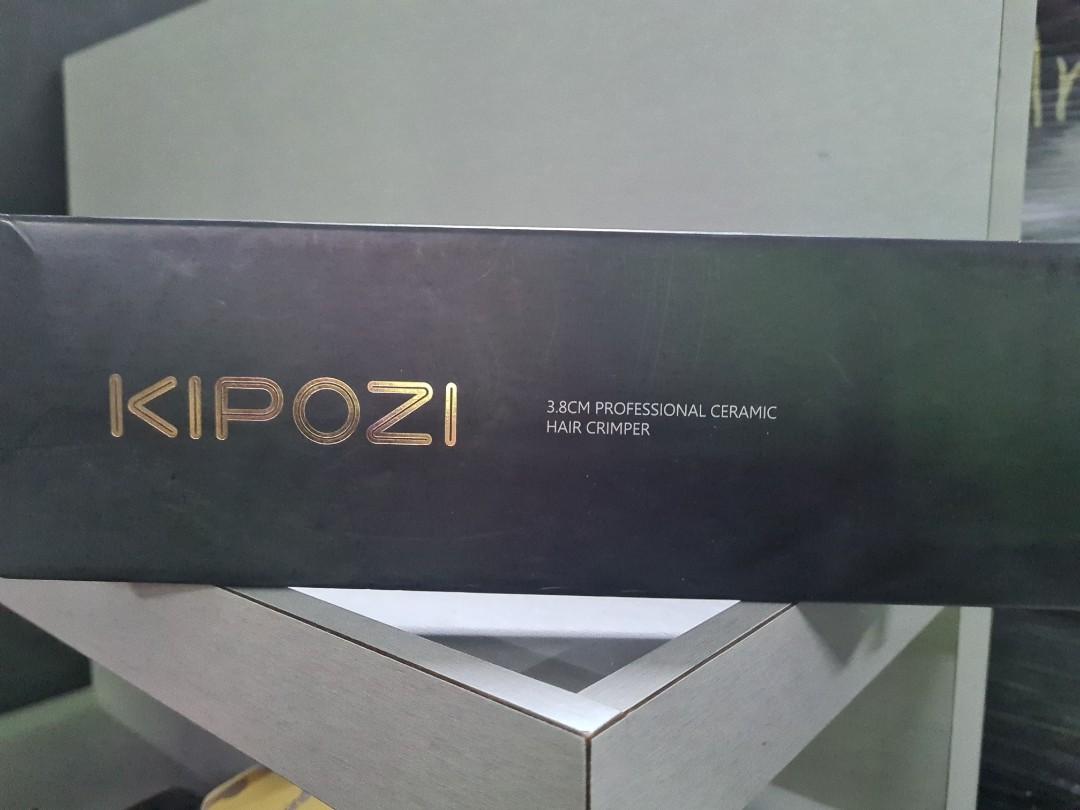 KIPOZI
3.8CM PROFESSIONAL CERAMIC
HAIR CRIMPER